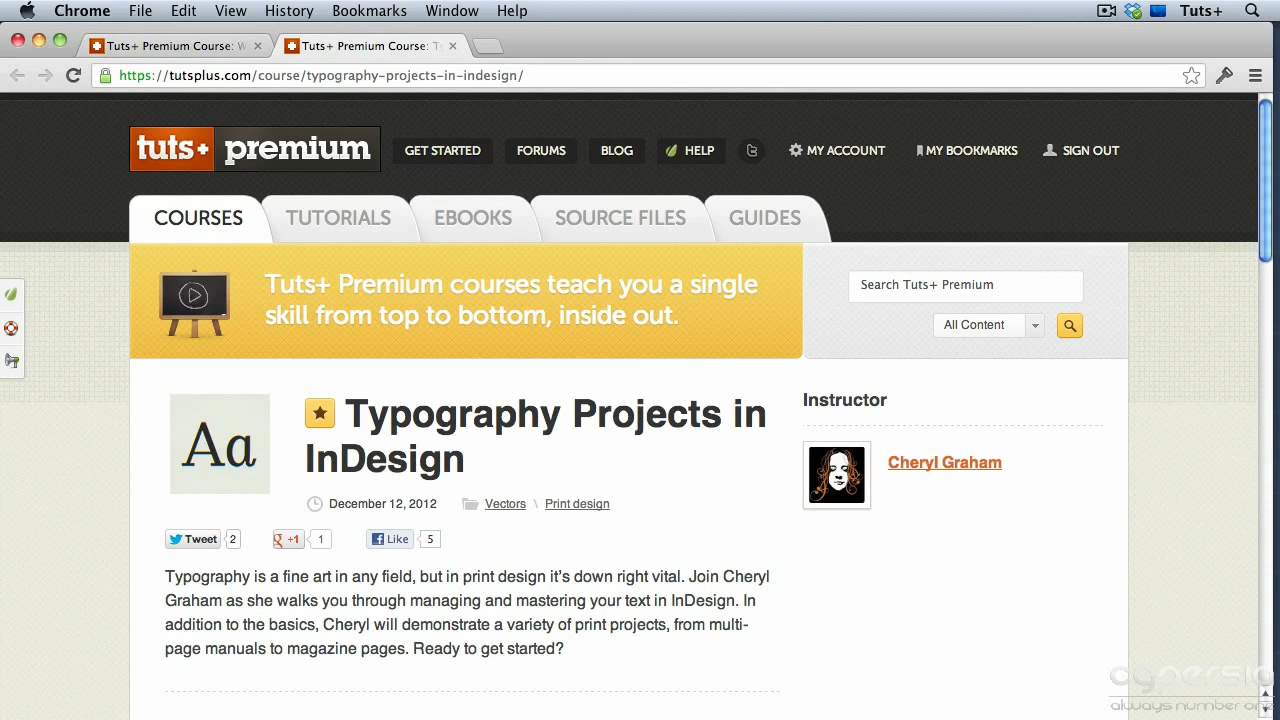 Chrome File Edit View History Bookmarks Window Help Tuts+
Tuts+ Premium Course: W Tuts+ Premium Course: Ty
https://tutsplus.com/course/typography-projects-in-indesign/
tuts+ premium GET STARTED FORUMS BLOG HELP MY ACCOUNT MY BOOKMARKS SIGN OUT
COURSES TUTORIALS EBOOKS SOURCE FILES GUIDES
Tuts+ Premium courses teach you a single
skill from top to bottom, inside out.
Search Tuts+ Premium
All Content
Aa
Typography Projects in
InDesign
December 12, 2012 Vectors \ Print design
Tweet 2 +1 1 Like 5
Typography is a fine art in any field, but in print design it's down right vital. Join Cheryl
Graham as she walks you through managing and mastering your text in InDesign. In
addition to the basics, Cheryl will demonstrate a variety of print projects, from multi-
page manuals to magazine pages. Ready to get started?
Instructor
Cheryl Graham
always number one